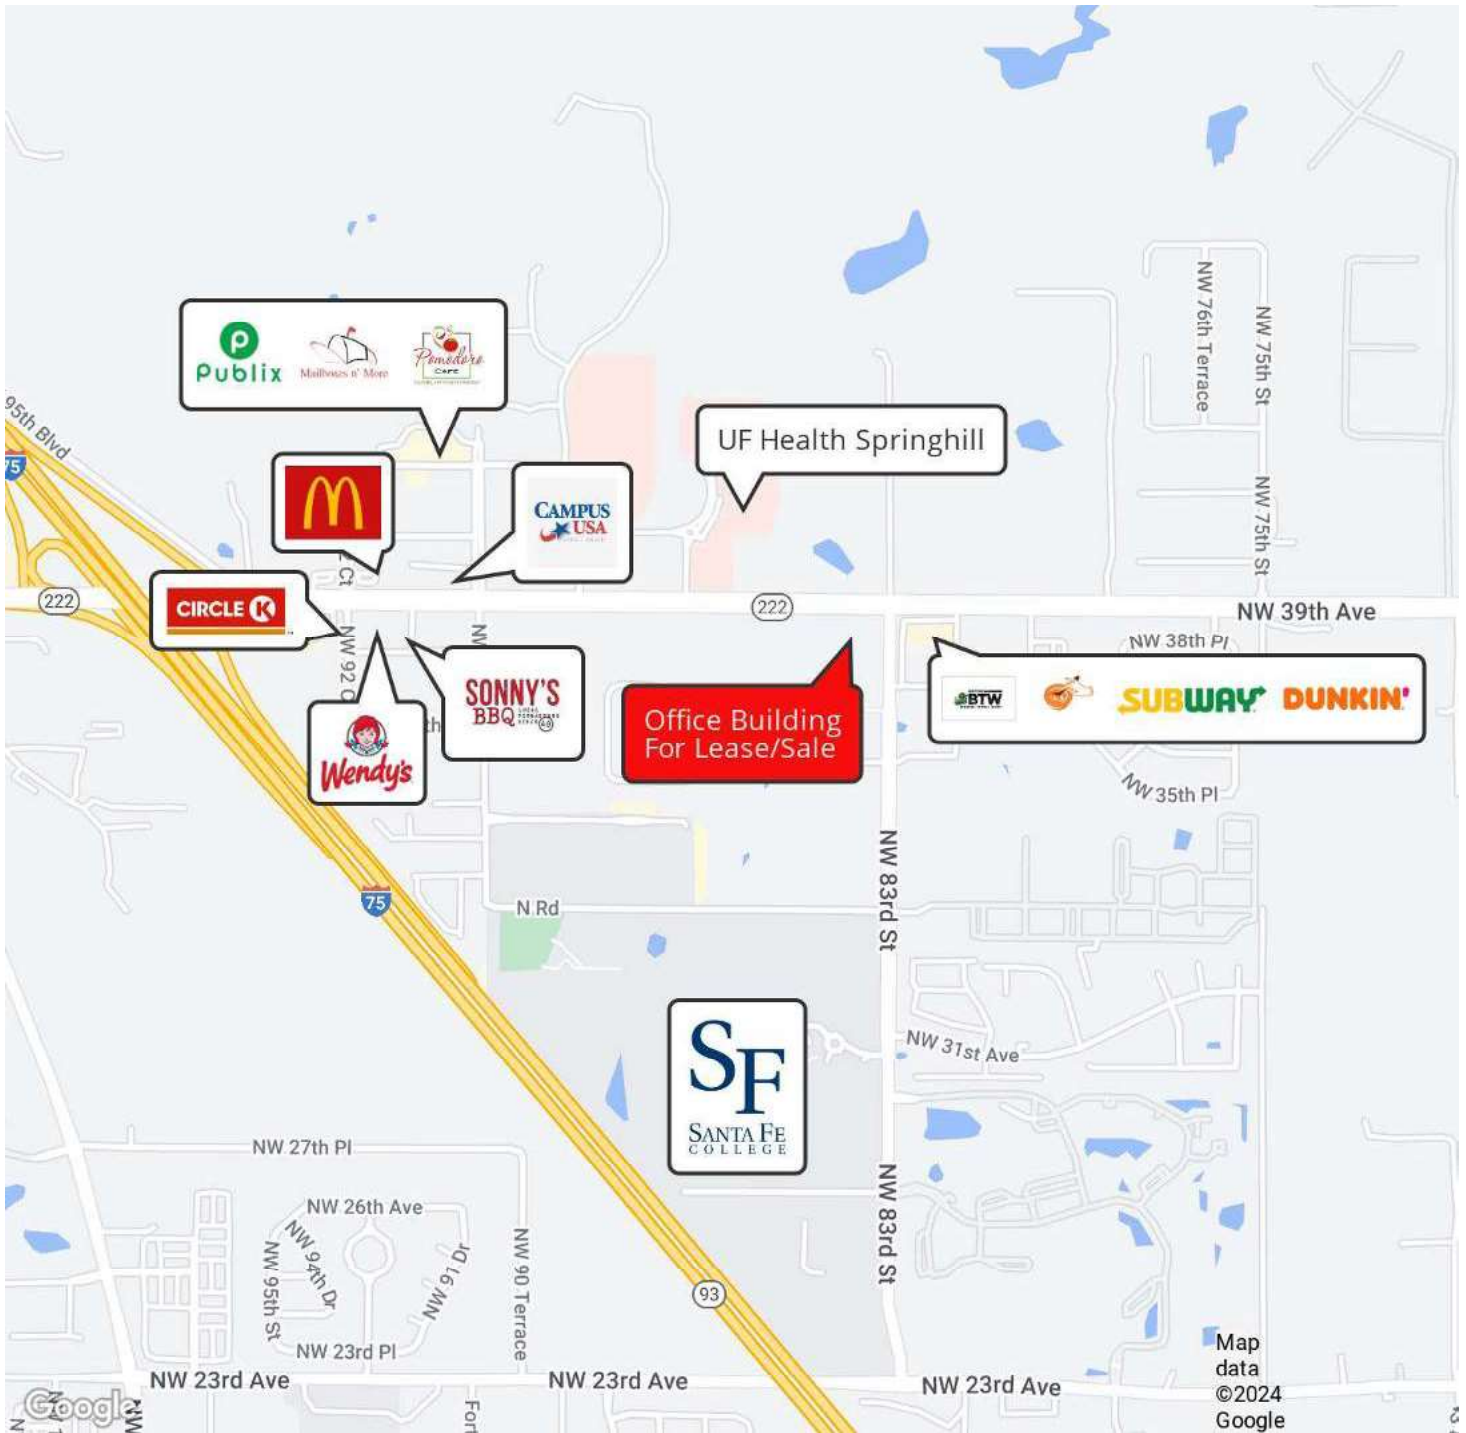 NW 76th Terrace
NW 75th St
95th Blvd
75
Publix
Mailboxes n' More
Pomodoro
CAFE
UF Health Springhill
CAMPUS
USA
NW 75th St
222
CIRCLE K
Ct
222
NW 39th Ave
NW 38th Pl
NW 92 C
NW
SONNY'S
BBQ
Wendy's
th
Office Building
For Lease/Sale
BTW
SUBWAY
DUNKIN'
NW 35th Pl
NW 83rd St
75
N Rd
NW 31st Ave
SF
SANTA FE
COLLEGE
NW 27th Pl
NW 26th Ave
NW 94th Dr
NW 95th St
NW 91 Dr
NW 90 Terrace
NW 83rd St
93
NW 23rd Pl
NW 23rd Ave
NW 23rd Ave
NW 23rd Ave
Fort
NW
Google
Map
data
©2024
Google